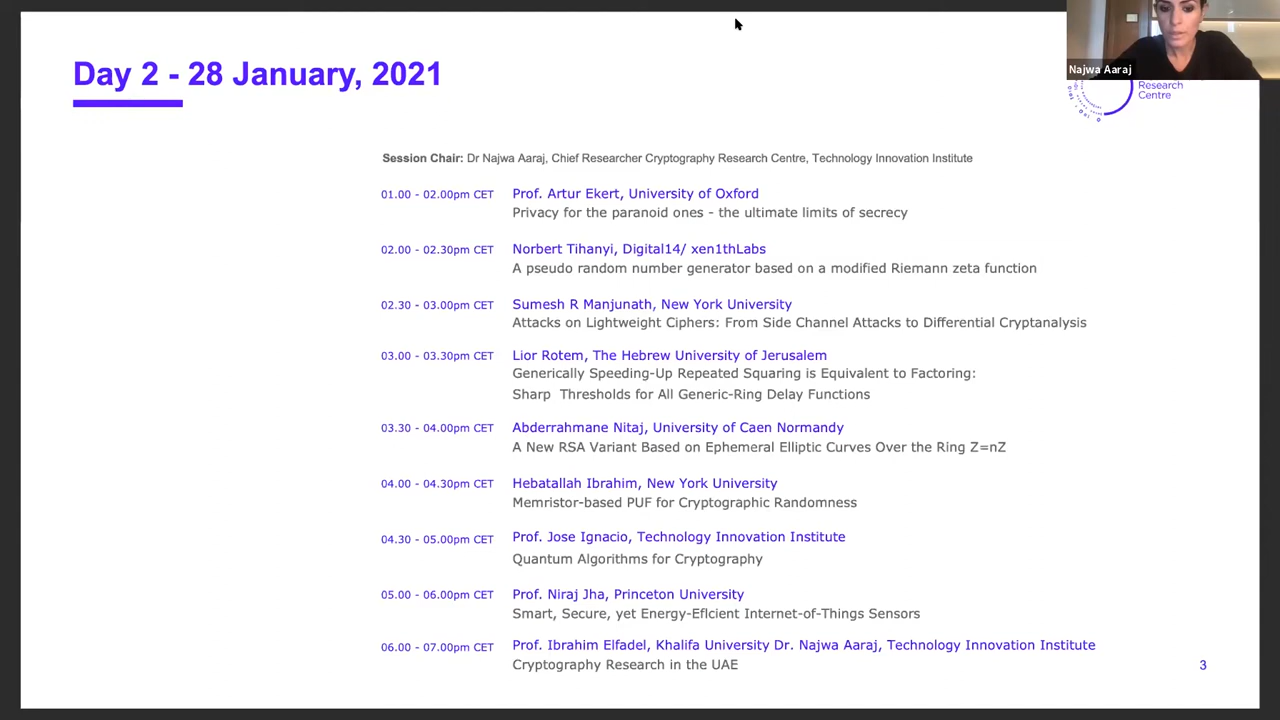 Day 2 - 28 January, 2021
Najwa Aaraj
Research
Centre
Session Chair: Dr Najwa Aaraj, Chief Researcher Cryptography Research Centre, Technology Innovation Institute
01.00 - 02.00pm CET Prof. Artur Ekert, University of Oxford
Privacy for the paranoid ones - the ultimate limits of secrecy
02.00 - 02.30pm CET Norbert Tihanyi, Digital14/ xen1thLabs
A pseudo random number generator based on a modified Riemann zeta function
02.30 - 03.00pm CET Sumesh R Manjunath, New York University
Attacks on Lightweight Ciphers: From Side Channel Attacks to Differential Cryptanalysis
03.00 - 03.30pm CET Lior Rotem, The Hebrew University of Jerusalem
Generically Speeding-Up Repeated Squaring is Equivalent to Factoring:
Sharp Thresholds for All Generic-Ring Delay Functions
03.30 - 04.00pm CET Abderrahmane Nitaj, University of Caen Normandy
A New RSA Variant Based on Ephemeral Elliptic Curves Over the Ring Z=nZ
04.00 - 04.30pm CET Hebatallah Ibrahim, New York University
Memristor-based PUF for Cryptographic Randomness
04.30 - 05.00pm CET Prof. Jose Ignacio, Technology Innovation Institute
Quantum Algorithms for Cryptography
05.00 - 06.00pm CET Prof. Niraj Jha, Princeton University
Smart, Secure, yet Energy-Eflcient Internet-of-Things Sensors
06.00 - 07.00pm CET Prof. Ibrahim Elfadel, Khalifa University Dr. Najwa Aaraj, Technology Innovation Institute
Cryptography Research in the UAE
3